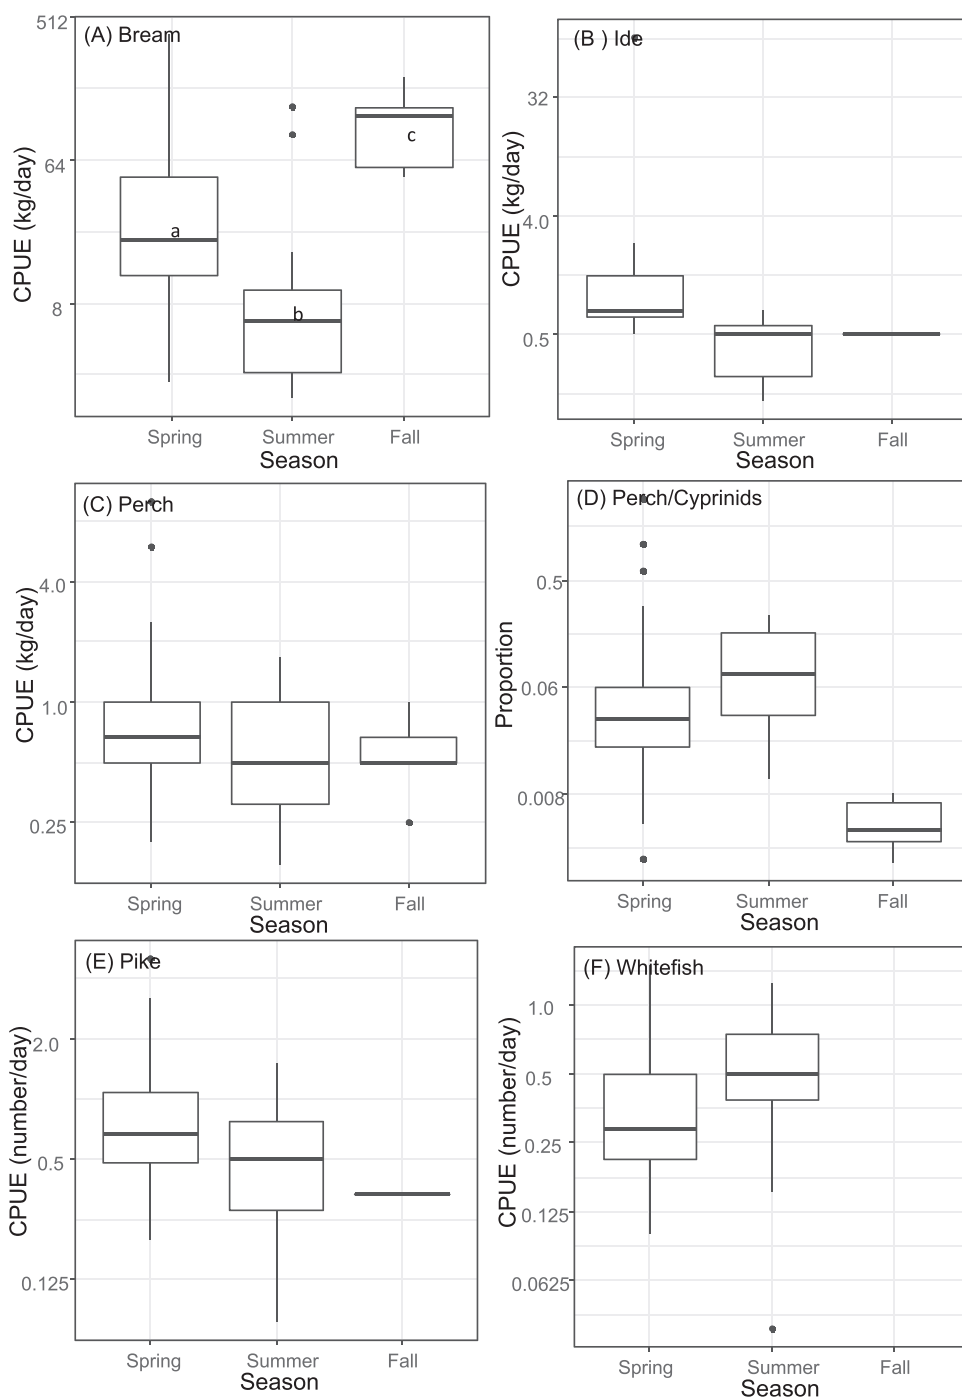 (A) Bream
512
64
8
CPUE (kg/day)
a
b
c
Spring
Summer
Fall
Season
(B ) Ide
32
4.0
0.5
CPUE (kg/day)
Spring
Summer
Fall
Season
(C) Perch
4.0
1.0
0.25
CPUE (kg/day)
Spring
Summer
Fall
Season
(D) Perch/Cyprinids
0.5
0.06
0.008
Proportion
Spring
Summer
Fall
Season
(E) Pike
2.0
0.5
0.125
CPUE (number/day)
Spring
Summer
Fall
Season
(F) Whitefish
1.0
0.5
0.25
0.125
0.0625
CPUE (number/day)
Spring
Summer
Fall
Season